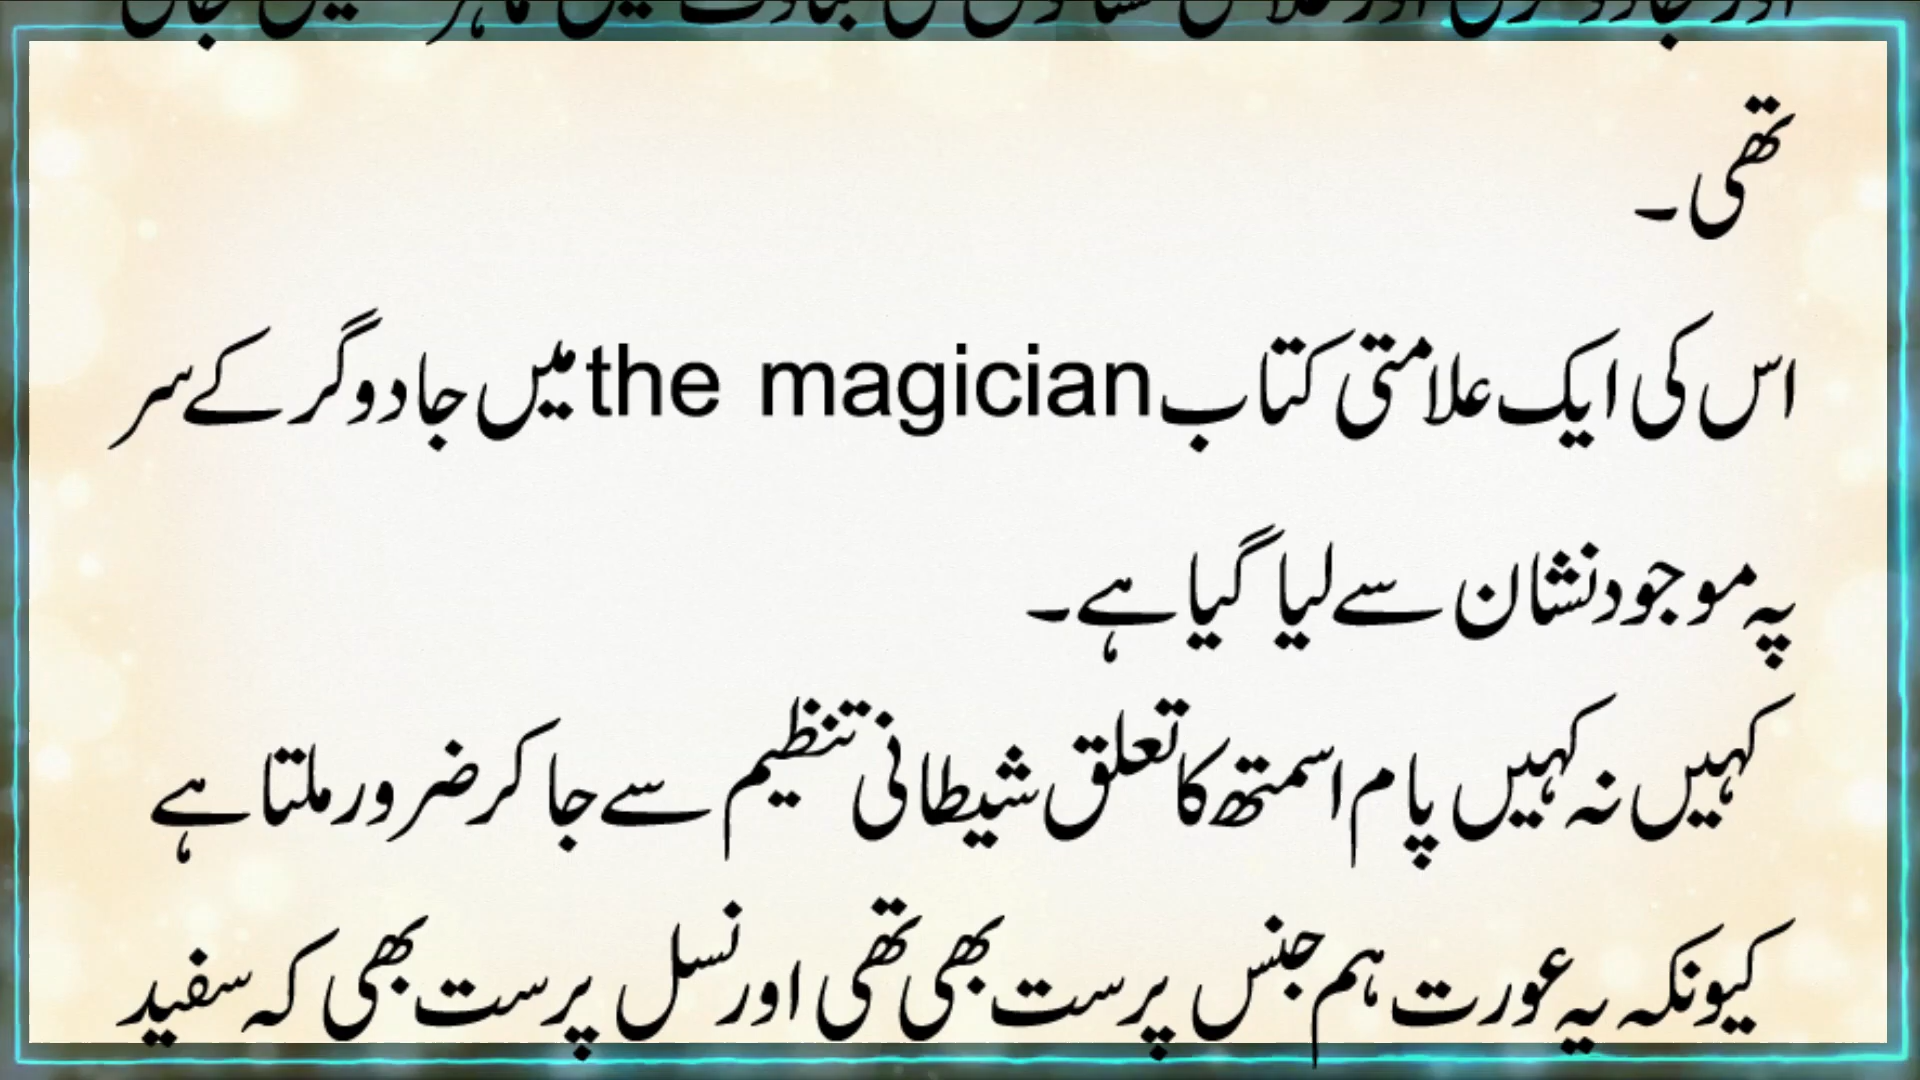 تھی۔
اس کی ایک علامتی کتاب the magician میں جادوگر کے سر
پہ موجود نشان سے لیا گیا ہے۔
کہیں نہ کہیں پام اسمتھ کا تعلق شیطانی تنظیم سے جا کر ضرور ملتا ہے
کیونکہ یہ عورت ہم جنس پرست بھی تھی اور نسل پرست بھی کہ سفید